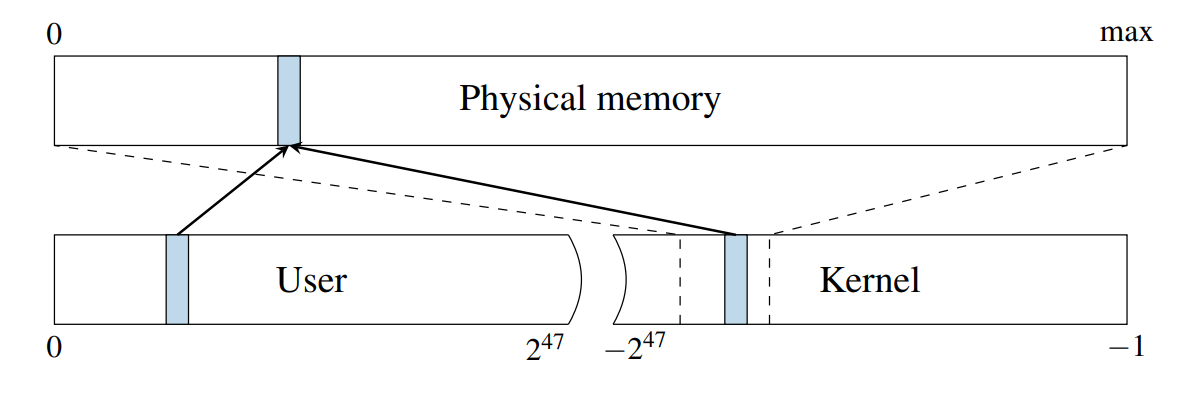 0 max
Physical memory
User Kernel
0 2^47 −2^47 −1